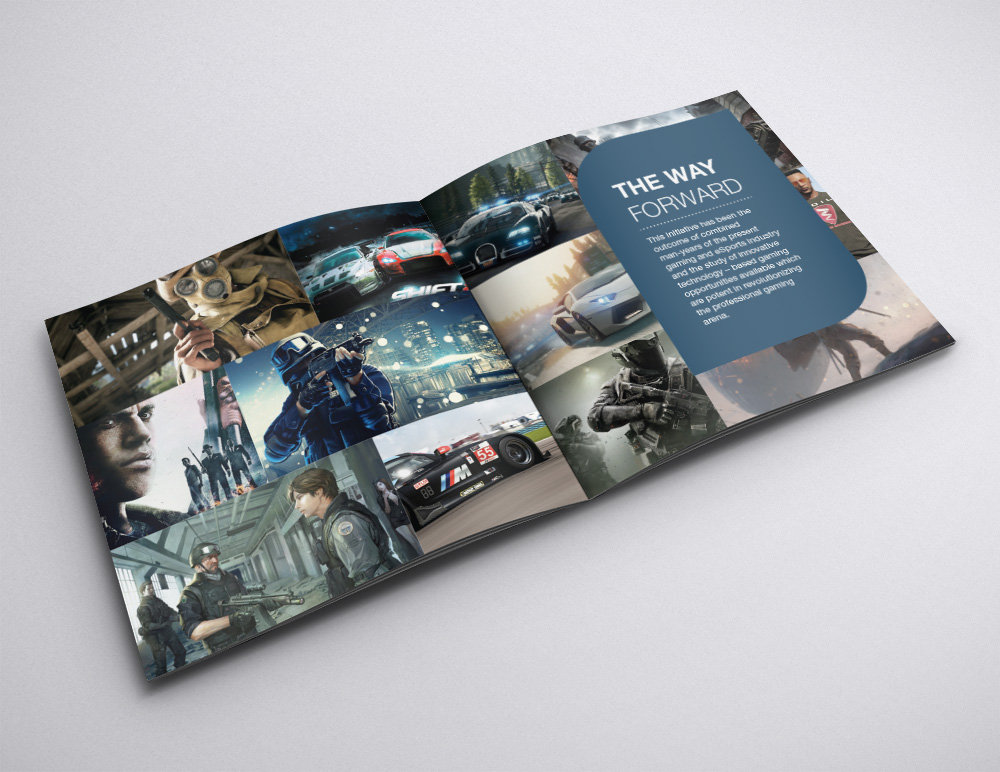 SHIFT
M
55
THE WAY
FORWARD
This initiative has been the
outcome of combined
man-years of the present
gaming and eSports industry
and the study of innovative
technology – based gaming
opportunities available which
are potent in revolutionizing
the professional gaming
arena.